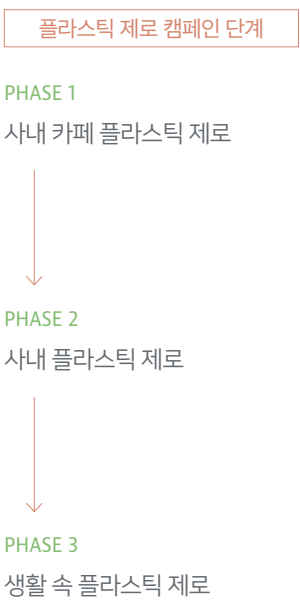 플라스틱 제로 캠페인 단계
PHASE 1
사내 카페 플라스틱 제로
PHASE 2
사내 플라스틱 제로
PHASE 3
생활 속 플라스틱 제로